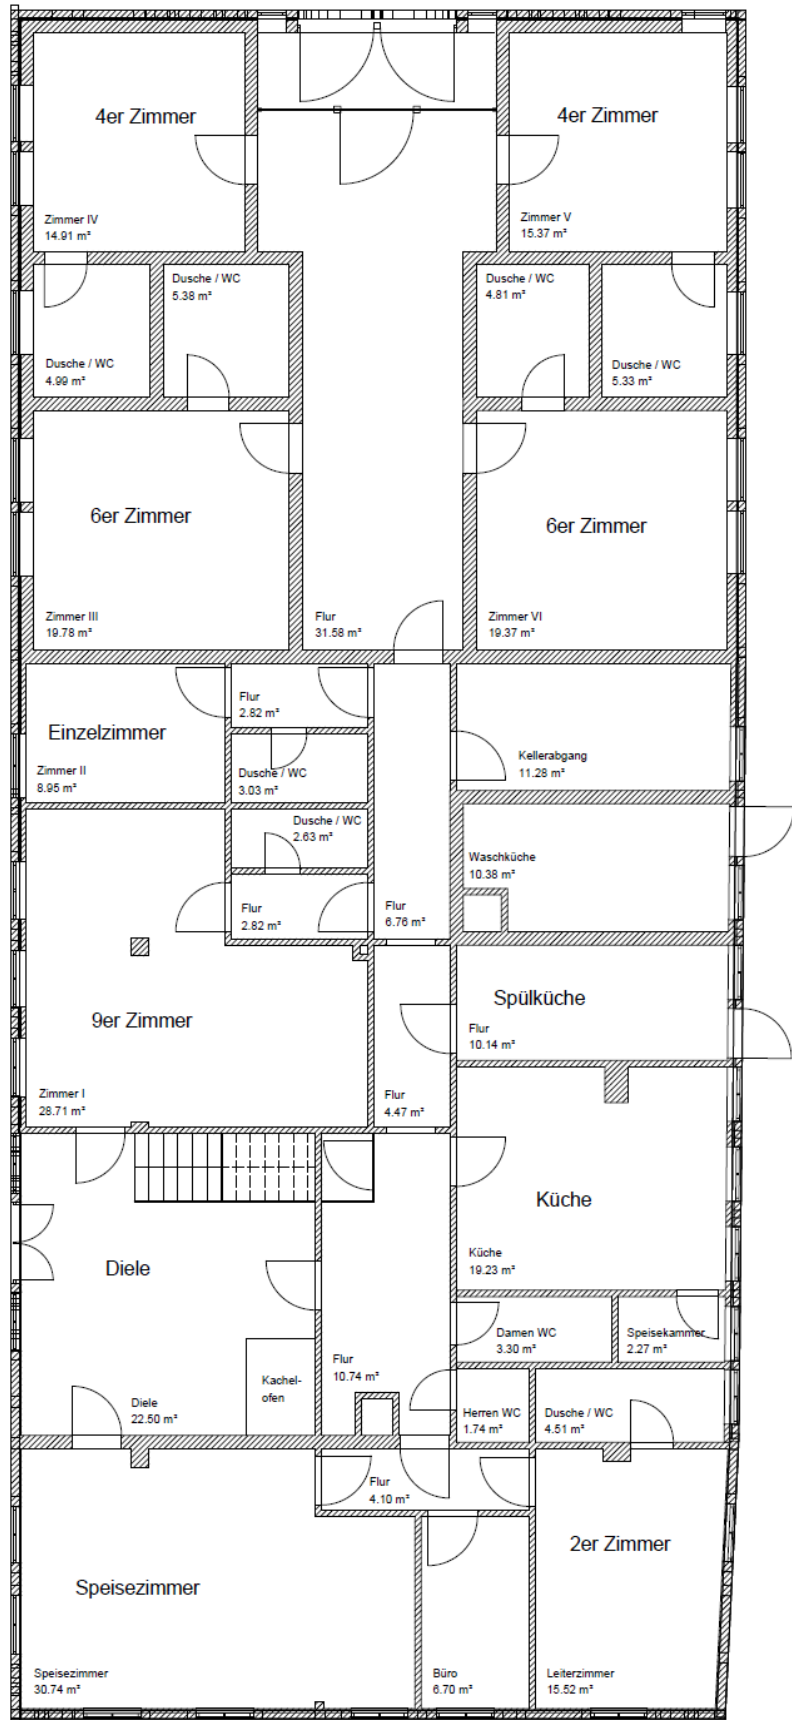 4er Zimmer
4er Zimmer
Zimmer IV
14.91 m²
Zimmer V
15.37 m²
Dusche / WC
5.38 m²
Dusche / WC
4.81 m²
Dusche / WC
4.99 m²
Dusche / WC
5.33 m²
6er Zimmer
6er Zimmer
Zimmer III
19.78 m²
Flur
31.58 m²
Zimmer VI
19.37 m²
Flur
2.82 m²
Einzelzimmer
Zimmer II
8.95 m²
Dusche / WC
3.03 m²
Kellerabgang
11.28 m²
Dusche / WC
2.63 m²
Waschküche
10.38 m²
Flur
2.82 m²
Flur
6.76 m²
9er Zimmer
Spülküche
Flur
10.14 m²
Zimmer I
28.71 m²
Flur
4.47 m²
Küche
Diele
Küche
19.23 m²
Damen WC
3.30 m²
Speisekammer
2.27 m²
Flur
10.74 m²
Kachel-
ofen
Diele
22.50 m²
Herren WC
1.74 m²
Dusche / WC
4.51 m²
Flur
4.10 m²
2er Zimmer
Speisezimmer
Speisezimmer
30.74 m²
Büro
6.70 m²
Leiterzimmer
15.52 m²